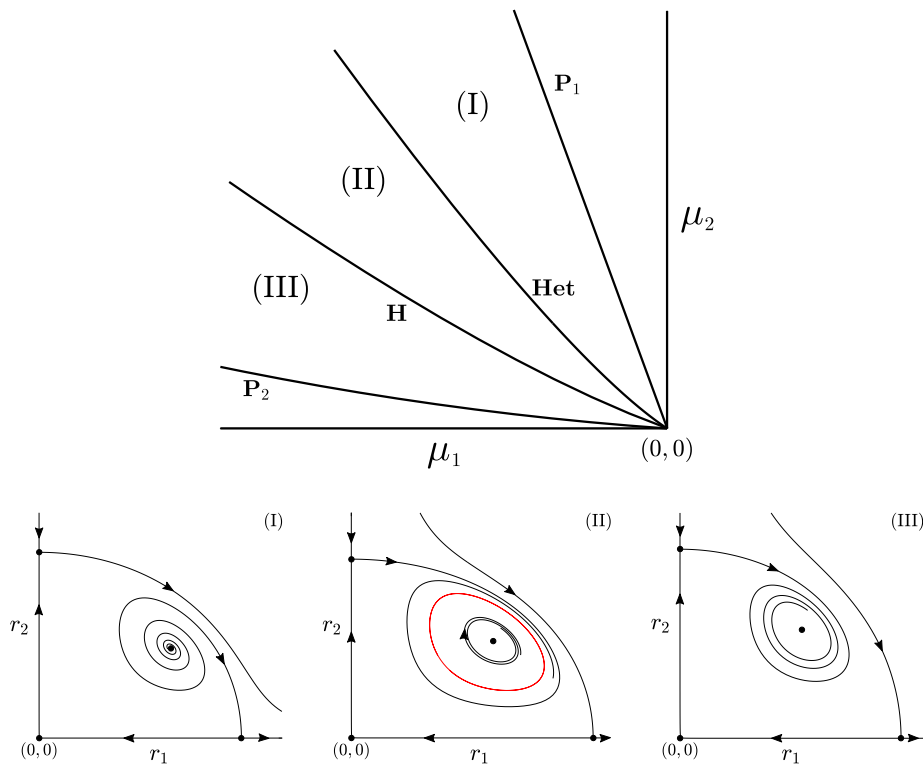 P₁
(I)
(II)
μ₂
(III)
Het
H
P₂
μ₁
(0, 0)
(I)
(II)
(III)
r₂
r₂
r₂
(0, 0)
r₁
(0, 0)
r₁
(0, 0)
r₁